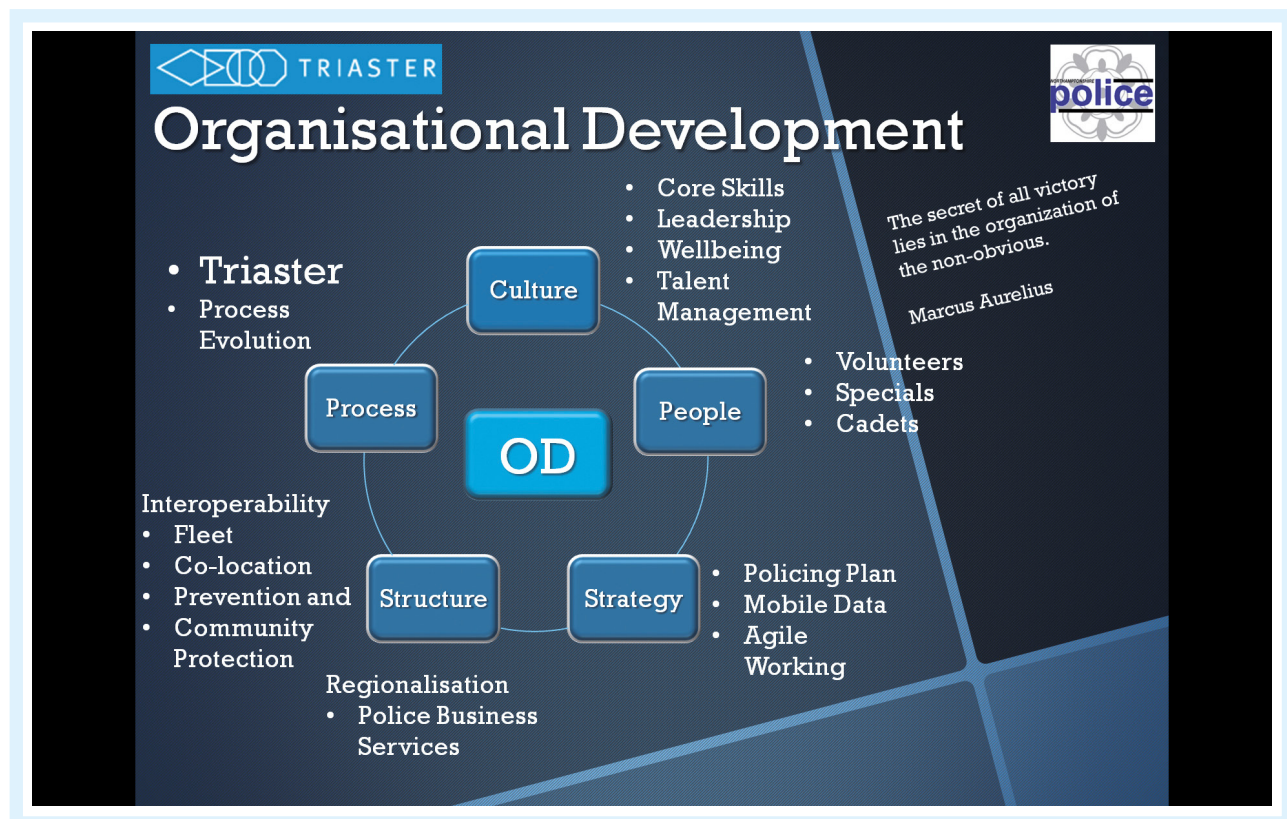 TRIASTER
Organisational Development
NORTHAMPTONSHIRE
police
• Core Skills
• Leadership
• Wellbeing
• Talent
Management
The secret of all victory
lies in the organization of
the non-obvious.
Marcus Aurelius
• Triaster
• Process
Evolution
Culture
• Volunteers
• Specials
• Cadets
Process
People
OD
Interoperability
• Fleet
• Co-location
• Prevention and
• Community
Protection
Structure
Strategy
• Policing Plan
• Mobile Data
• Agile
Working
Regionalisation
• Police Business
Services